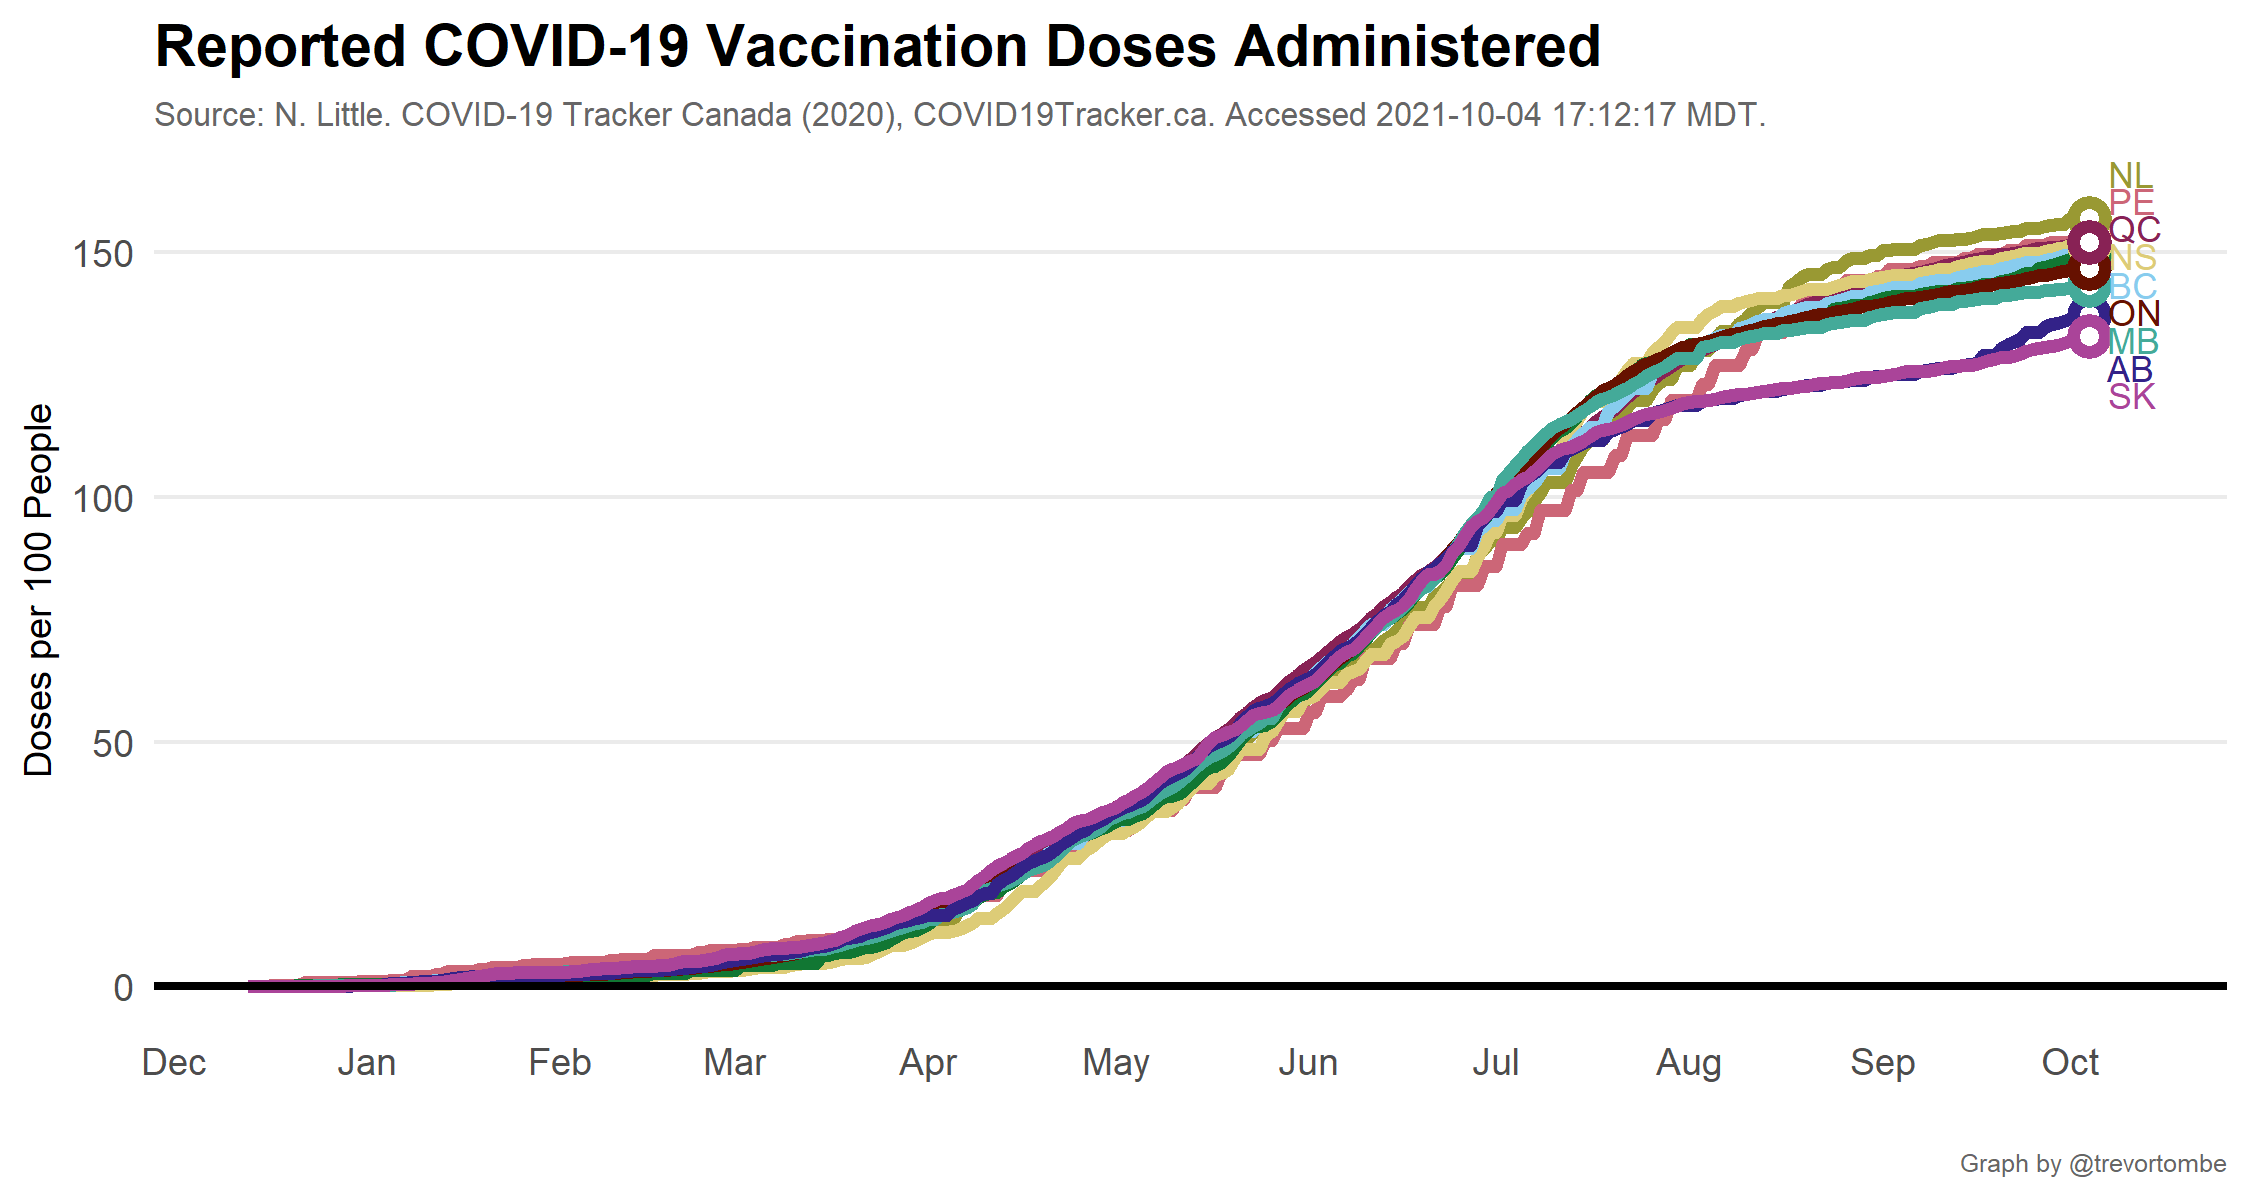 Reported COVID-19 Vaccination Doses Administered
Source: N. Little. COVID-19 Tracker Canada (2020), COVID19Tracker.ca. Accessed 2021-10-04 17:12:17 MDT.
Doses per 100 People
150
100
50
0
NL
PE
QC
NS
BC
ON
MB
AB
SK
Dec Jan Feb Mar Apr May Jun Jul Aug Sep Oct
Graph by @trevortombe